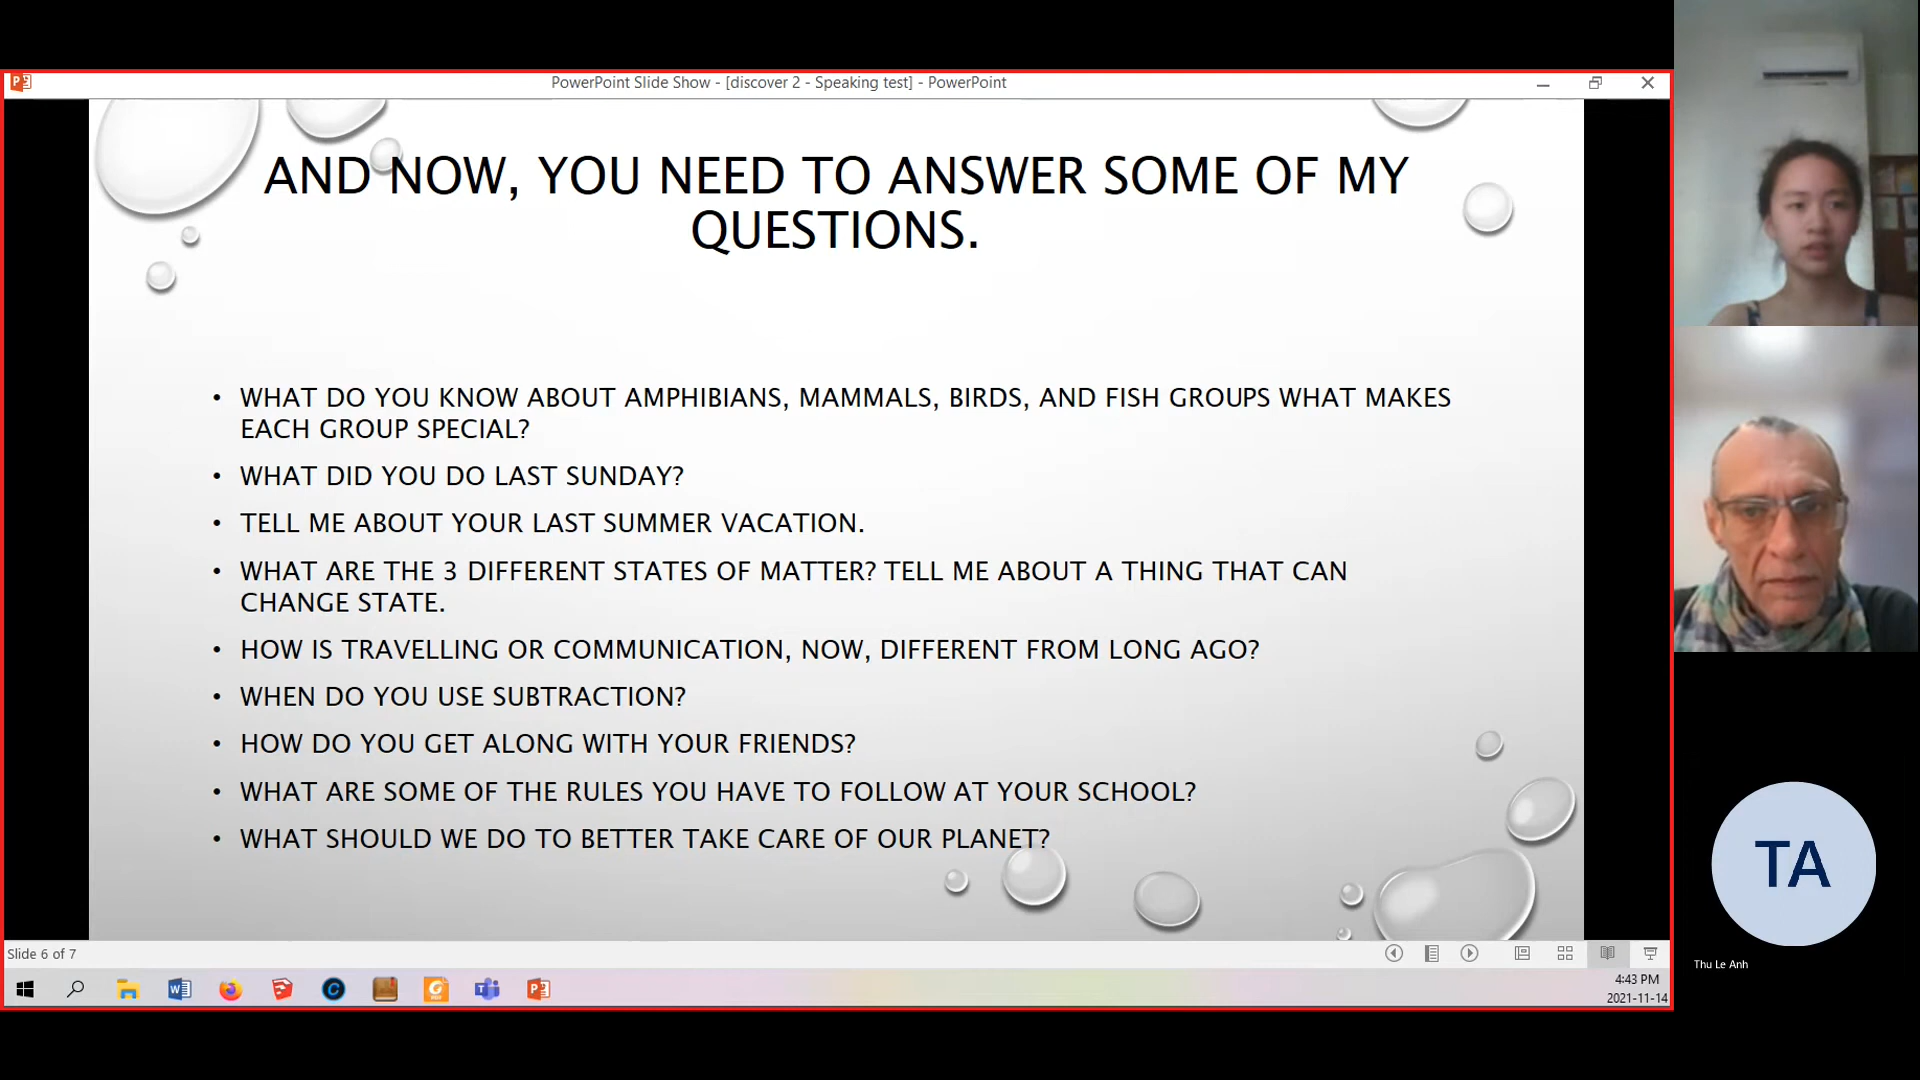 PowerPoint Slide Show - [discover 2 - Speaking test] - PowerPoint
AND NOW, YOU NEED TO ANSWER SOME OF MY
QUESTIONS.
• WHAT DO YOU KNOW ABOUT AMPHIBIANS, MAMMALS, BIRDS, AND FISH GROUPS WHAT MAKES
EACH GROUP SPECIAL?
• WHAT DID YOU DO LAST SUNDAY?
• TELL ME ABOUT YOUR LAST SUMMER VACATION.
• WHAT ARE THE 3 DIFFERENT STATES OF MATTER? TELL ME ABOUT A THING THAT CAN
CHANGE STATE.
• HOW IS TRAVELLING OR COMMUNICATION, NOW, DIFFERENT FROM LONG AGO?
• WHEN DO YOU USE SUBTRACTION?
• HOW DO YOU GET ALONG WITH YOUR FRIENDS?
• WHAT ARE SOME OF THE RULES YOU HAVE TO FOLLOW AT YOUR SCHOOL?
• WHAT SHOULD WE DO TO BETTER TAKE CARE OF OUR PLANET?
Slide 6 of 7
4:43 PM
2021-11-14
TA
Thu Le Anh